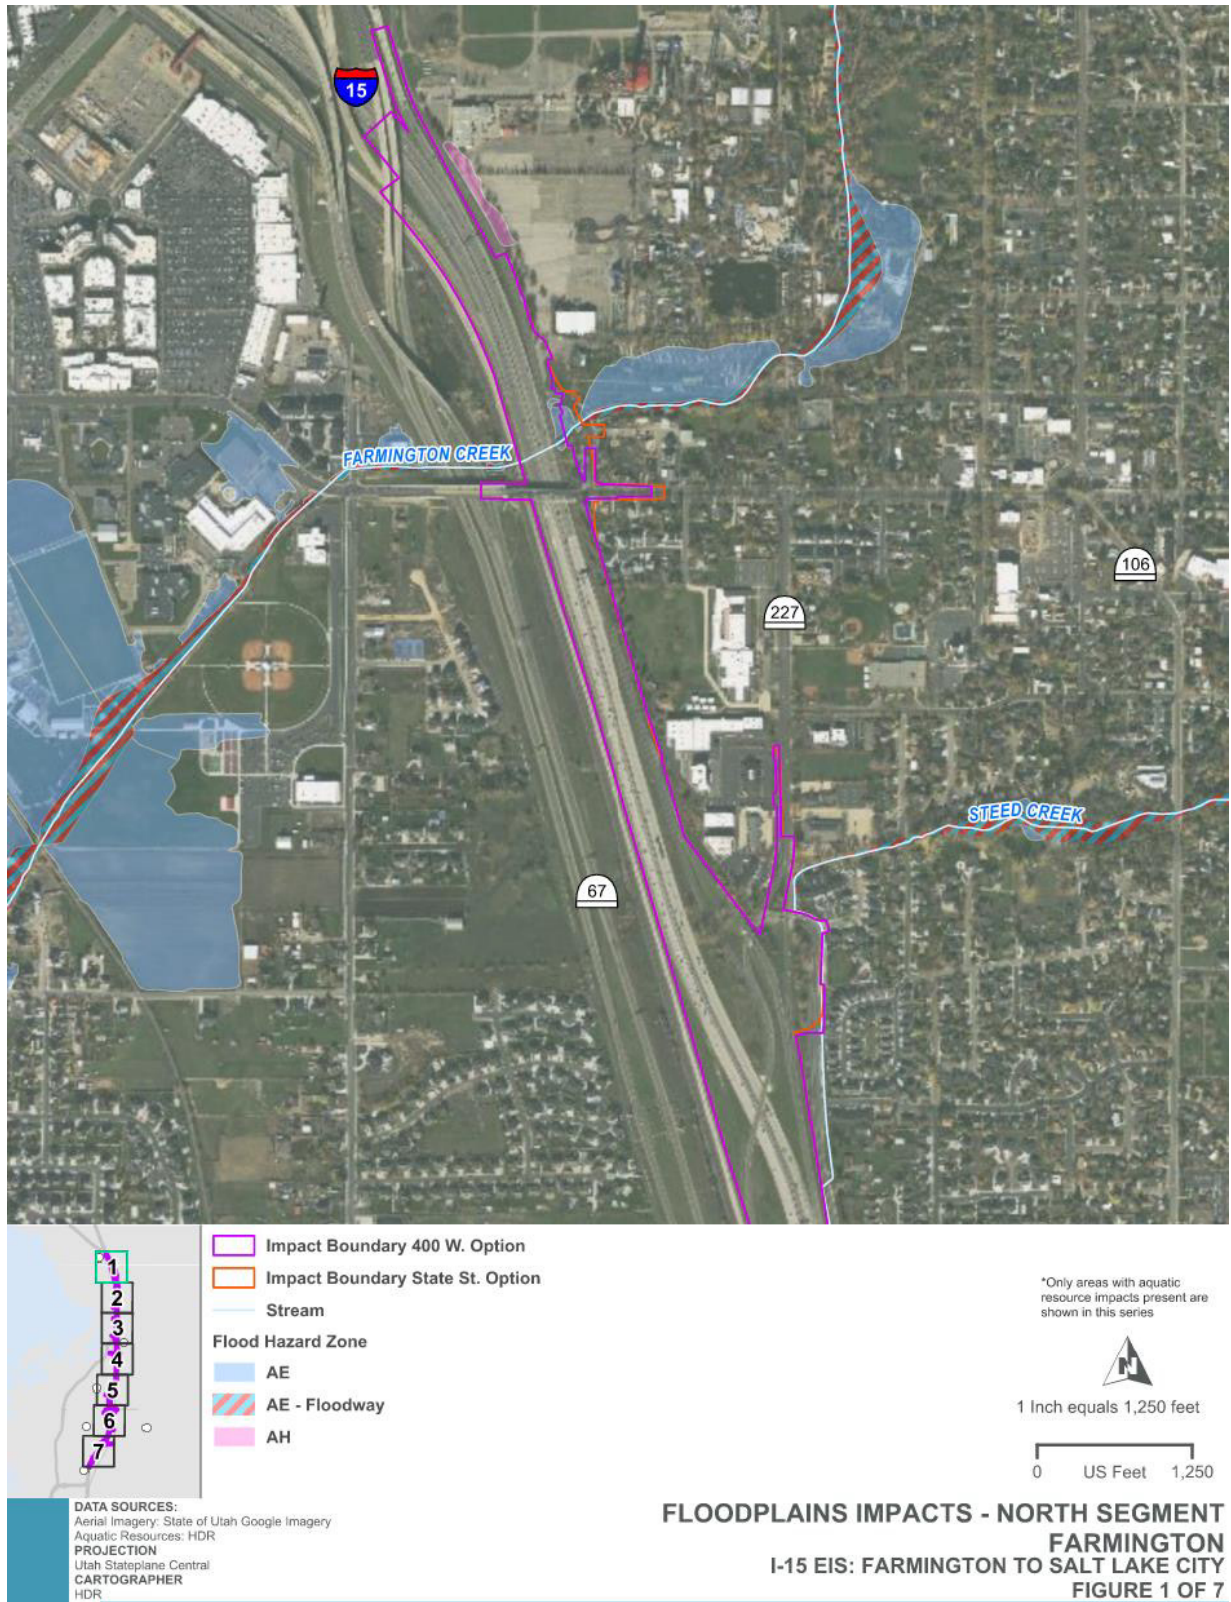 15
FARMINGTON CREEK
106
227
STEED CREEK
67
1
2
3
4
5
6
7
Impact Boundary 400 W. Option
Impact Boundary State St. Option
Stream
Flood Hazard Zone
AE
AE - Floodway
AH
*Only areas with aquatic
resource impacts present are
shown in this series
N
1 Inch equals 1,250 feet
0 US Feet 1,250
DATA SOURCES:
Aerial Imagery: State of Utah Google Imagery
Aquatic Resources: HDR
PROJECTION
Utah Stateplane Central
CARTOGRAPHER
HDR
FLOODPLAINS IMPACTS - NORTH SEGMENT
FARMINGTON
I-15 EIS: FARMINGTON TO SALT LAKE CITY
FIGURE 1 OF 7